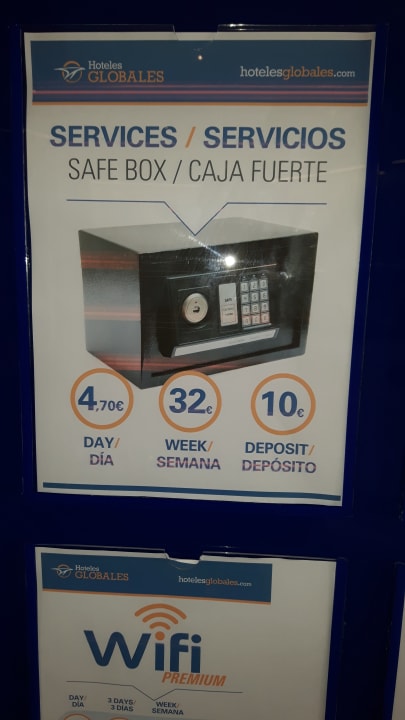 Hoteles
GLOBALES
hotelesglobales.com
SERVICES / SERVICIOS
SAFE BOX / CAJA FUERTE
4,70€
32€
10€
DAY/
DÍA
WEEK/
SEMANA
DEPOSIT/
DEPÓSITO
Hoteles
GLOBALES
hotelesglobales.com
Wifi
PREMIUM
DAY/
DÍA
3 DAYS/
3 DÍAS
WEEK/
SEMANA